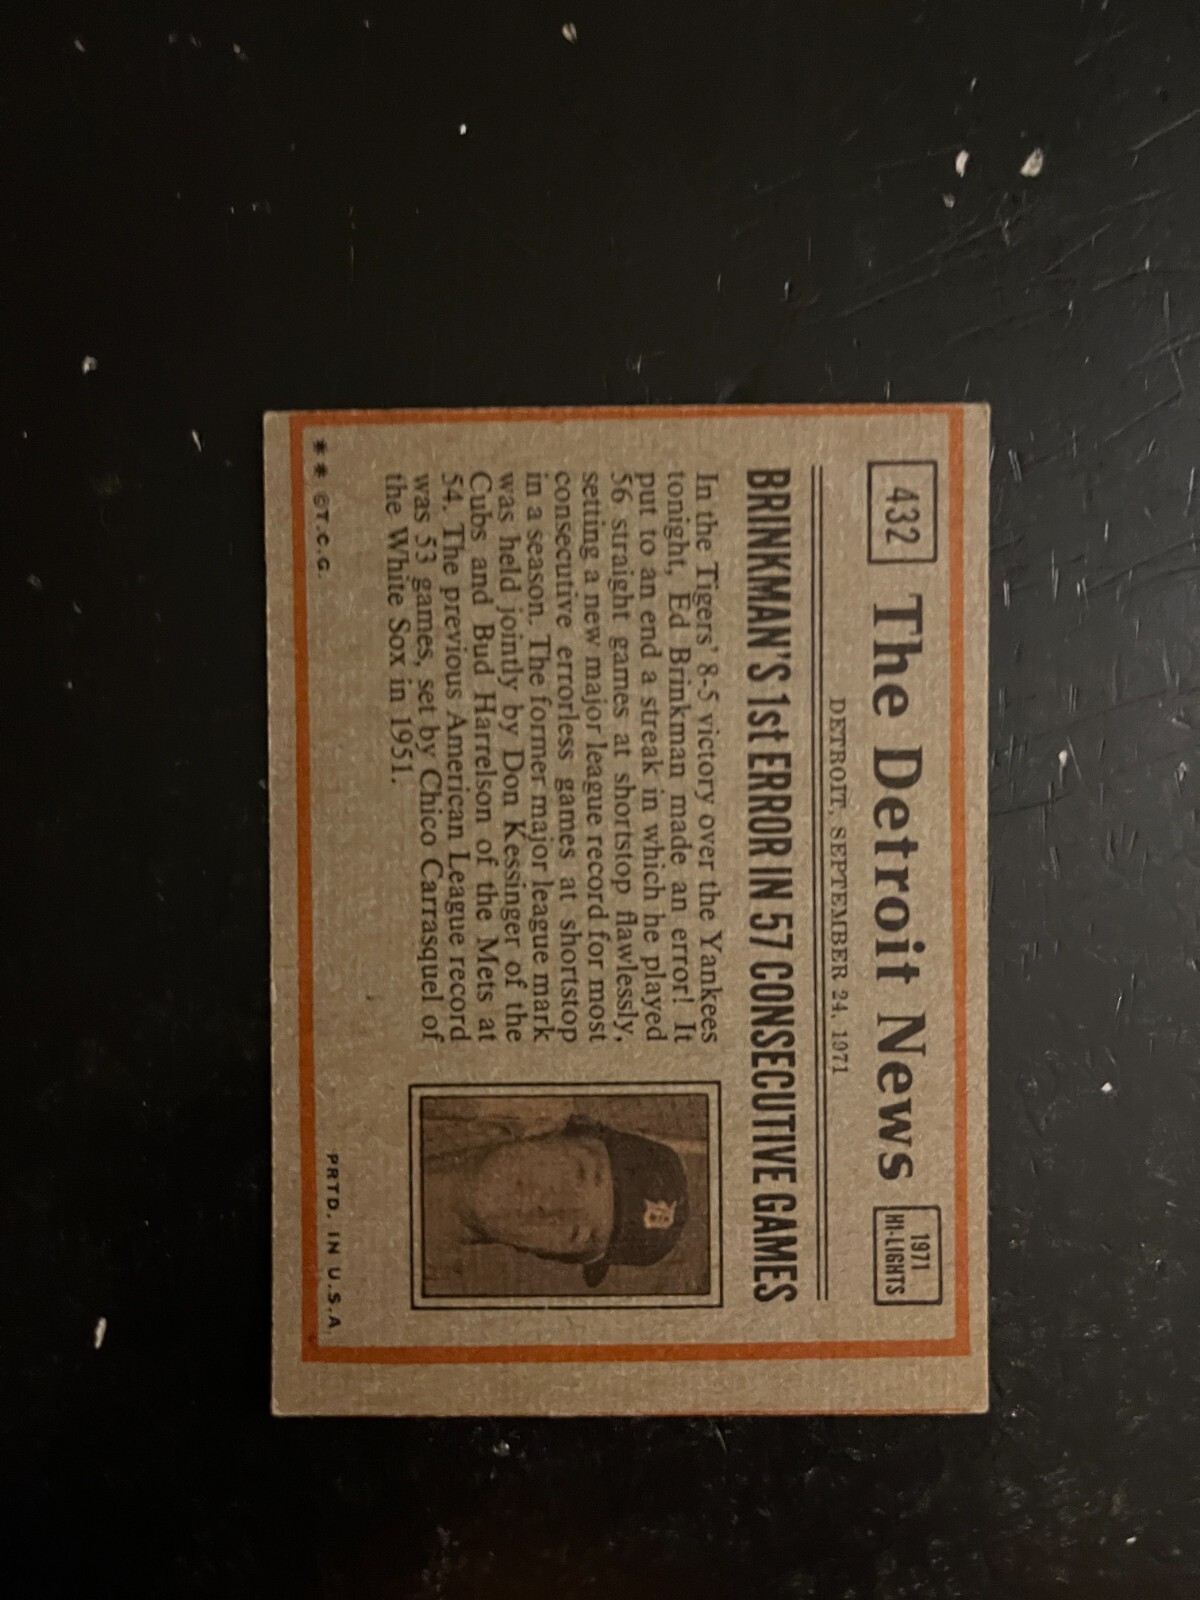 432 The Detroit News 1971 HI-LIGHTS
DETROIT, SEPTEMBER 24, 1971
BRINKMAN'S 1st ERROR IN 57 CONSECUTIVE GAMES
In the Tigers' 8-5 victory over the Yankees
tonight, Ed Brinkman made an error! It
put to an end a streak in which he played
56 straight games at shortstop flawlessly,
setting a new major league record for most
consecutive errorless games at shortstop
in a season. The former major league mark
was held jointly by Don Kessinger of the
Cubs and Bud Harrelson of the Mets at
54. The previous American League record
was 53 games, set by Chico Carrasquel of
the White Sox in 1951.
** ©T.C.G. PRTD. IN U.S.A.